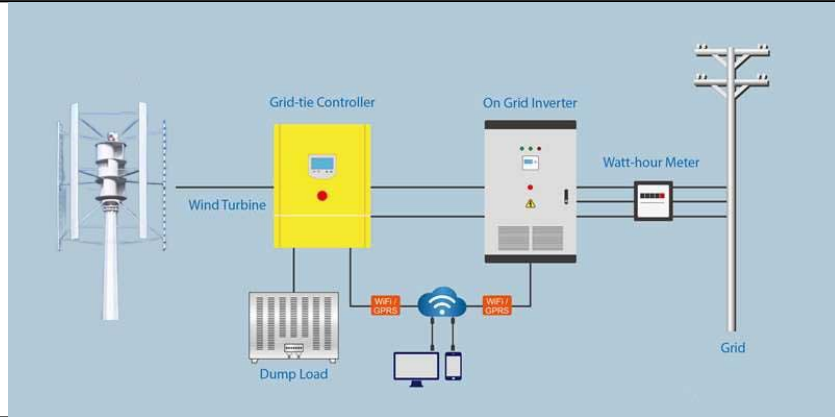 Grid-tie Controller
On Grid Inverter
Watt-hour Meter
Wind Turbine
WiFi /
GPRS
WiFi /
GPRS
Grid
Dump Load